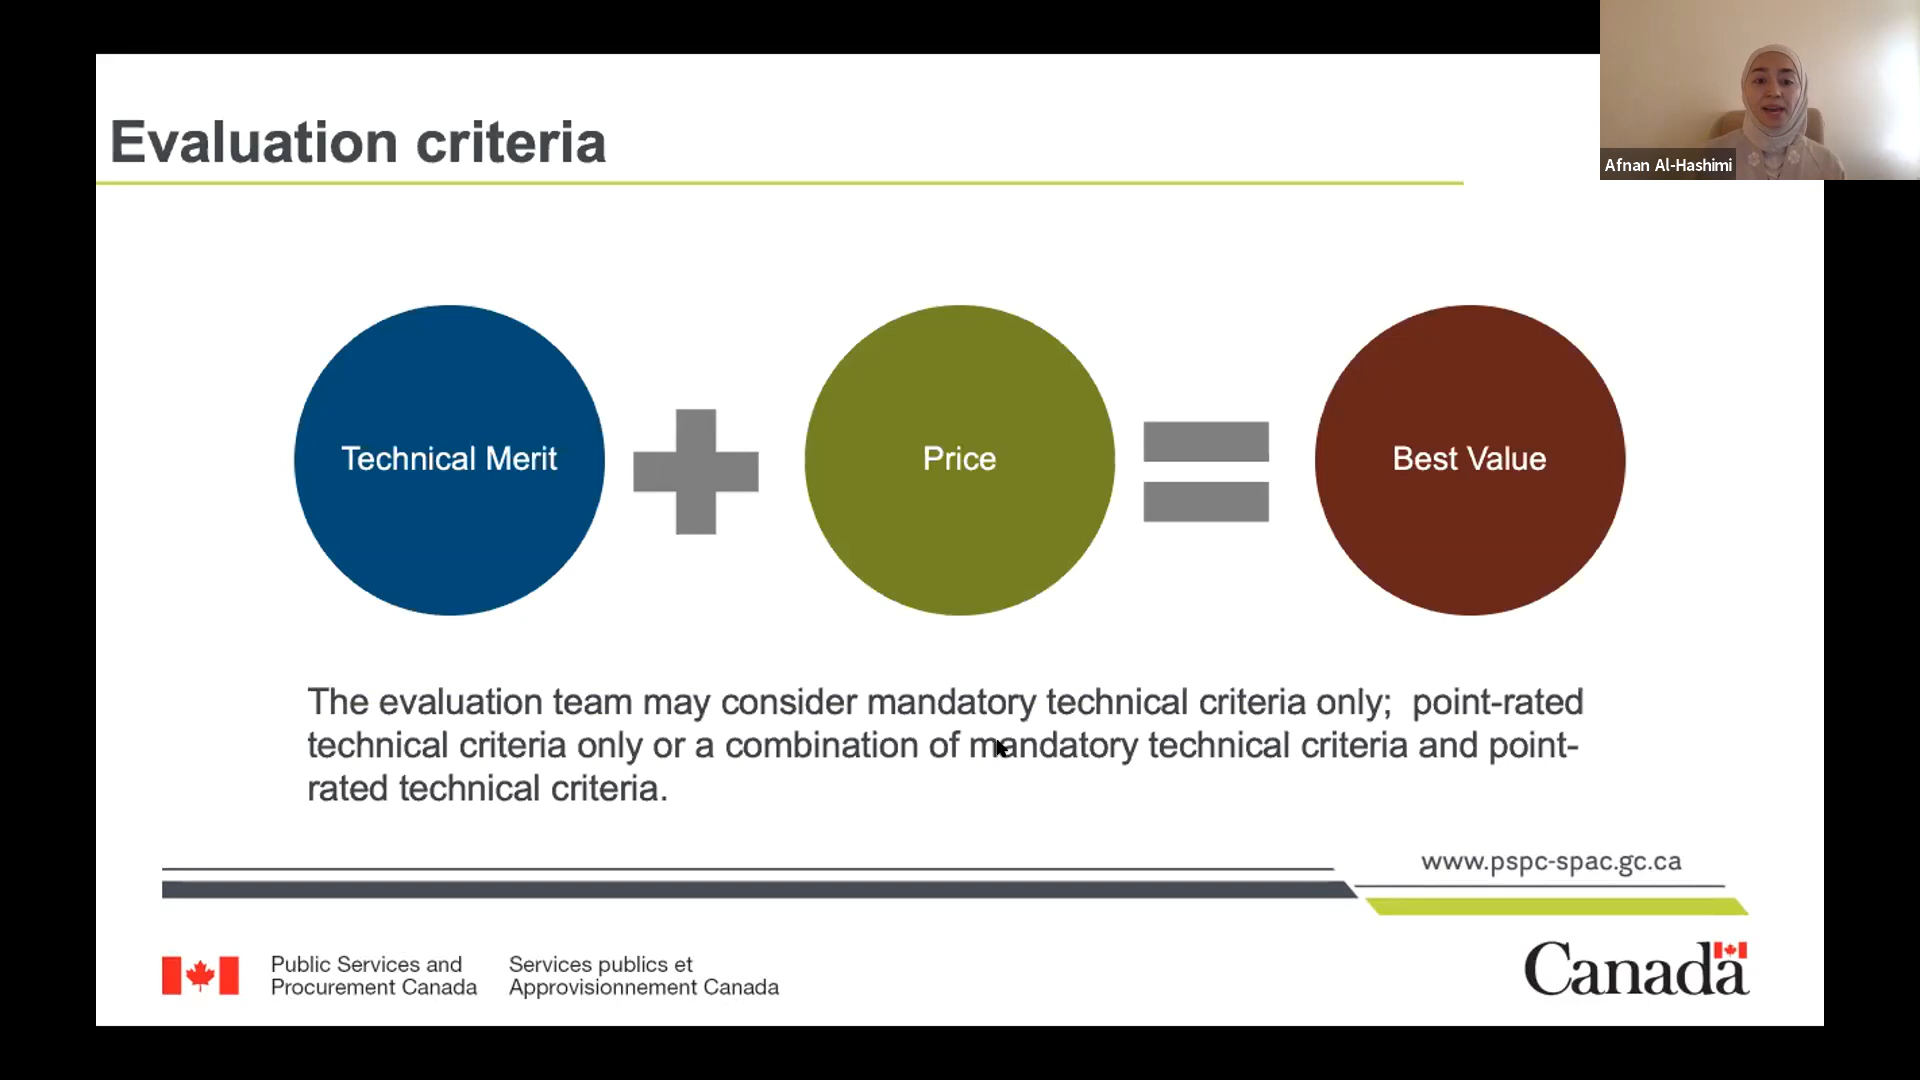 Evaluation criteria
Afnan Al-Hashimi
Technical Merit
Price
Best Value
The evaluation team may consider mandatory technical criteria only;  point-rated
technical criteria only or a combination of mandatory technical criteria and point-
rated technical criteria.
www.pspc-spac.gc.ca
Public Services and
Procurement Canada
Services publics et
Approvisionnement Canada
Canada